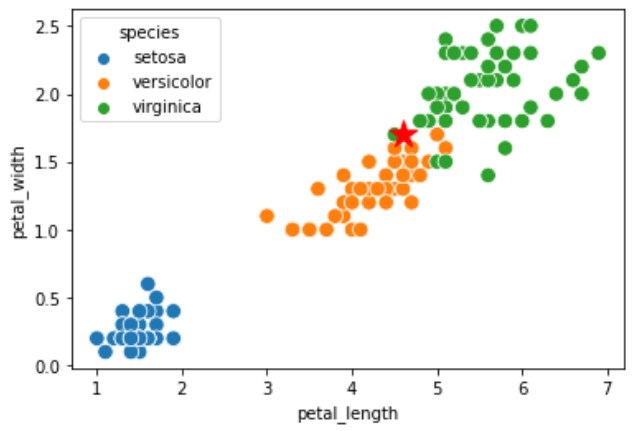 species
setosa
versicolor
virginica
petal_width
2.5
2.0
1.5
1.0
0.5
0.0
1 2 3 4 5 6 7
petal_length